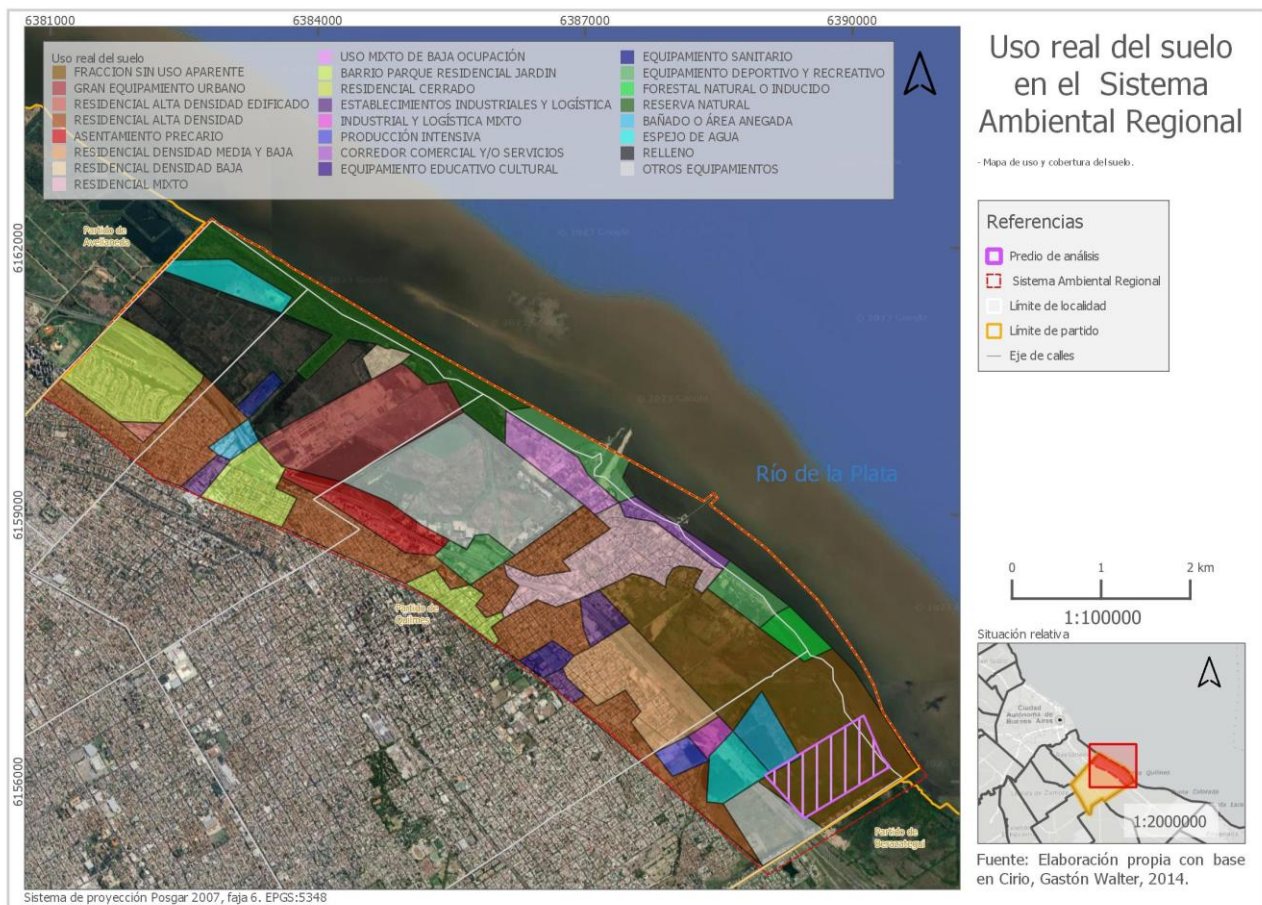 6381000
6384000
6387000
6390000
6162000
6159000
6156000
Uso real del suelo
FRACCION SIN USO APARENTE
GRAN EQUIPAMIENTO URBANO
RESIDENCIAL ALTA DENSIDAD EDIFICADO
RESIDENCIAL ALTA DENSIDAD
ASENTAMIENTO PRECARIO
RESIDENCIAL DENSIDAD MEDIA Y BAJA
RESIDENCIAL DENSIDAD BAJA
RESIDENCIAL MIXTO
USO MIXTO DE BAJA OCUPACIÓN
BARRIO PARQUE RESIDENCIAL JARDIN
RESIDENCIAL CERRADO
ESTABLECIMIENTOS INDUSTRIALES Y LOGÍSTICA
INDUSTRIAL Y LOGÍSTICA MIXTO
PRODUCCIÓN INTENSIVA
CORREDOR COMERCIAL Y/O SERVICIOS
EQUIPAMIENTO EDUCATIVO CULTURAL
EQUIPAMIENTO SANITARIO
EQUIPAMIENTO DEPORTIVO Y RECREATIVO
FORESTAL NATURAL O INDUCIDO
RESERVA NATURAL
BAÑADO O ÁREA ANEGADA
ESPEJO DE AGUA
RELLENO
OTROS EQUIPAMIENTOS
Partido de
Avellaneda
Río de la Plata
Partido de
Quilmes
Partido de
Berazategui
Sistema de proyección Posgar 2007, faja 6. EPGS:5348
Uso real del suelo
en el Sistema
Ambiental Regional
- Mapa de uso y cobertura del suelo.
Referencias
Predio de análisis
Sistema Ambiental Regional
Límite de localidad
Límite de partido
Eje de calles
0 1 2 km
1:100000
Situación relativa
Ciudad
Autónoma de
Buenos Aires
Quilmes
1:2000000
Fuente: Elaboración propia con base
en Cirio, Gastón Walter, 2014.